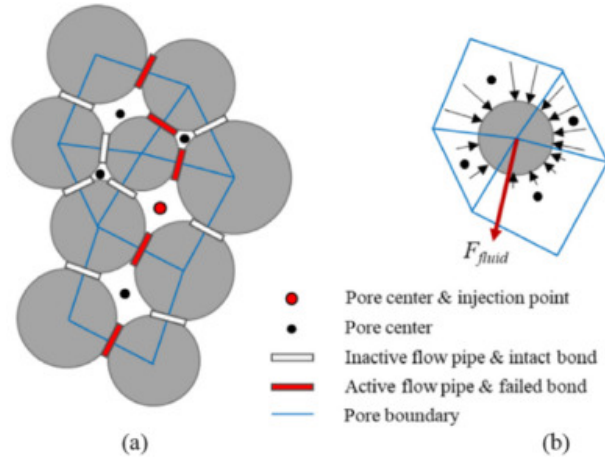 F_fluid
Pore center & injection point
Pore center
Inactive flow pipe & intact bond
Active flow pipe & failed bond
Pore boundary
(a)
(b)